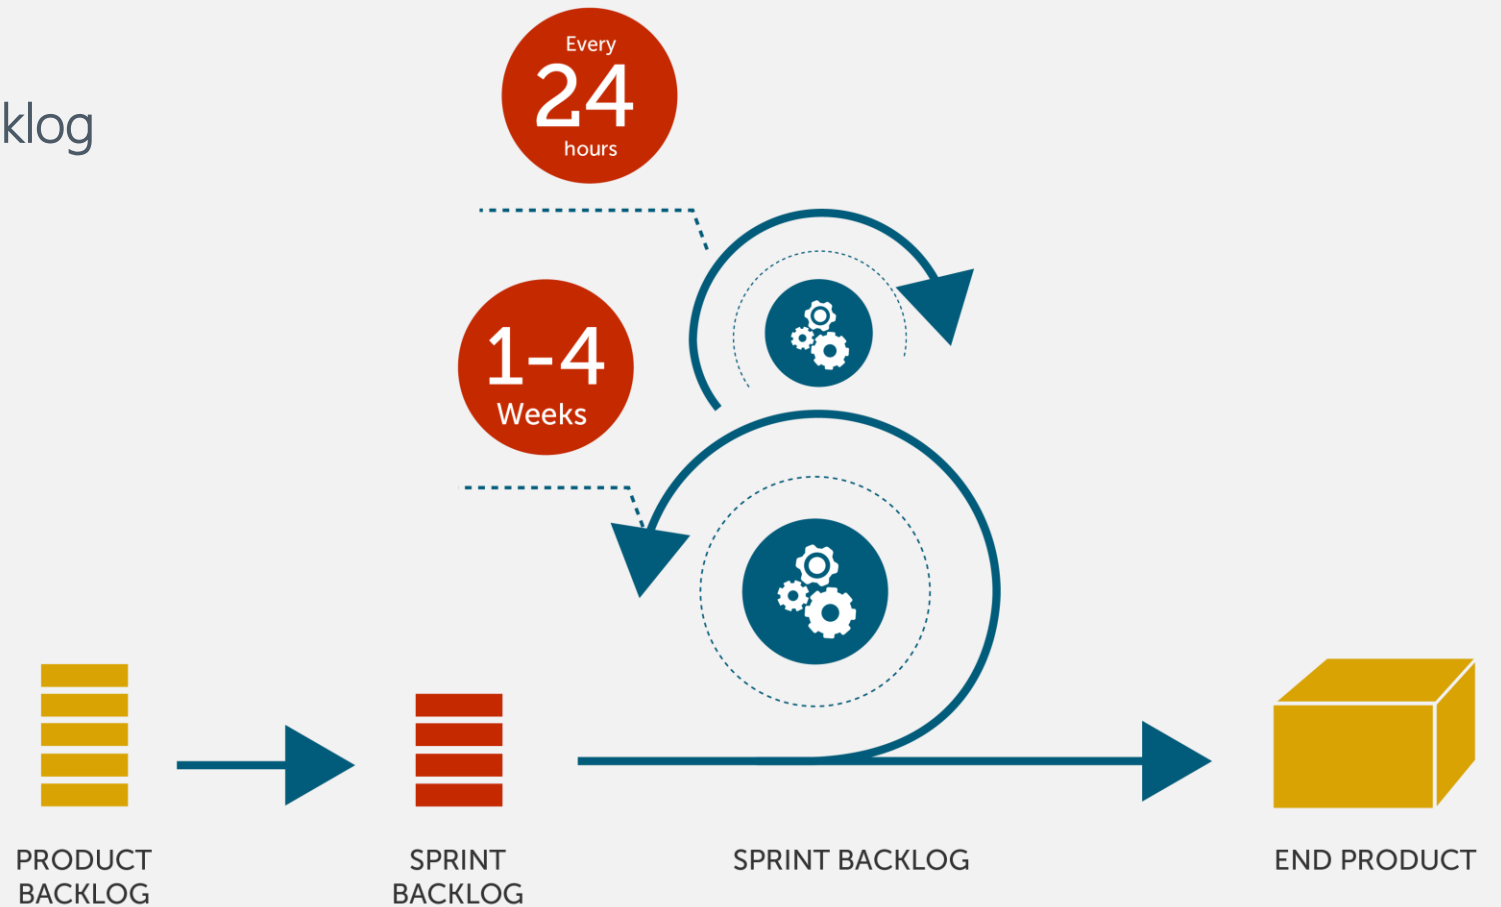 klog
Every
24
hours
1-4
Weeks
PRODUCT
BACKLOG
SPRINT
BACKLOG
SPRINT BACKLOG
END PRODUCT